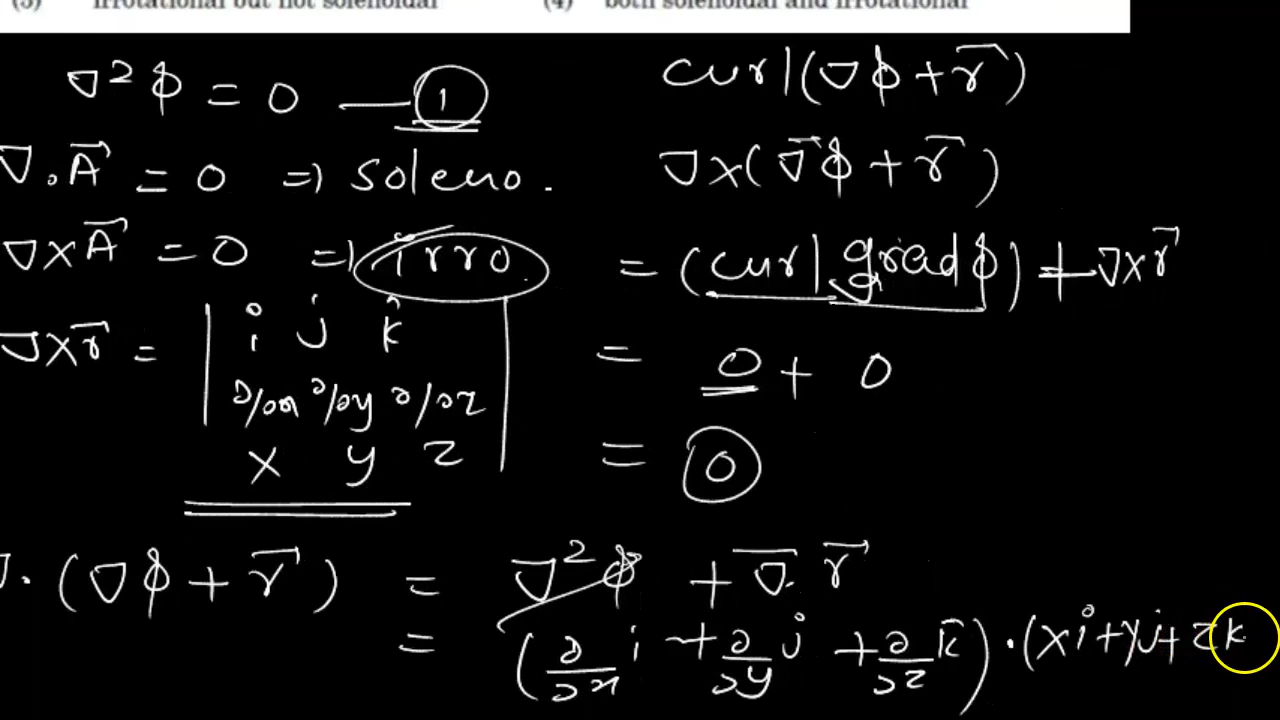 (3) irrotational but not solenoidal (4) both solenoidal and irrotational
∇²ϕ = 0 — ①
∇.A⃗ = 0 ⇒ Soleno.
∇×A⃗ = 0 ⇒ irro
∇×r⃗ = | i j k̂
∂/∂x ∂/∂y ∂/∂z
x y z |
curl(∇ϕ + r⃗)
∇×(∇̄ϕ + r⃗)
= (curl gradϕ) + ∇×r⃗
= 0 + 0
= 0
∇.(∇ϕ + r⃗) = ∇²ϕ + ∇̄. r⃗
= (∂/∂x i + ∂/∂y j + ∂/∂z k̄).(xi+yj+zk